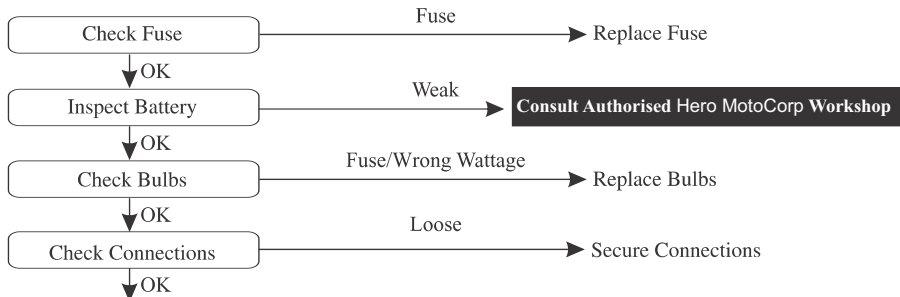 Fuse
Check Fuse Replace Fuse
OK
Weak
Inspect Battery Consult Authorised Hero MotoCorp Workshop
OK
Fuse/Wrong Wattage
Check Bulbs Replace Bulbs
OK
Loose
Check Connections Secure Connections
OK